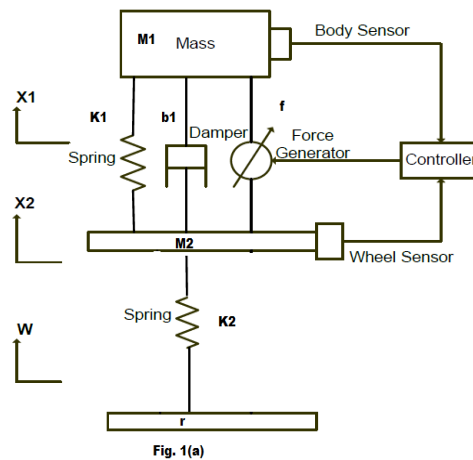 M1
Mass
Body Sensor
X1
K1
b1
f
Damper
Force
Generator
Spring
Controller
X2
M2
Wheel Sensor
Spring
K2
W
r
Fig. 1(a)